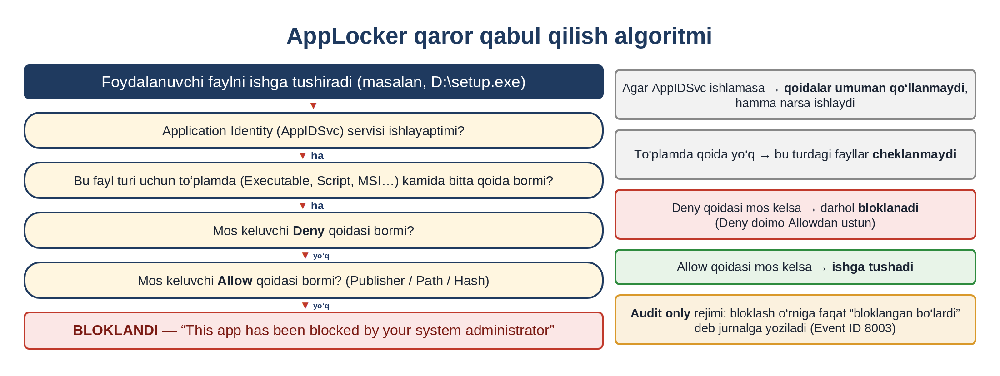 AppLocker qaror qabul qilish algoritmi
Foydalanuvchi faylni ishga tushiradi (masalan, D:\setup.exe)
▼
Application Identity (AppIDSvc) servisi ishlayaptimi?
▼ ha
Bu fayl turi uchun to‘plamda (Executable, Script, MSI…) kamida bitta qoida bormi?
▼ ha
Mos keluvchi Deny qoidasi bormi?
▼ yo‘q
Mos keluvchi Allow qoidasi bormi? (Publisher / Path / Hash)
▼ yo‘q
BLOKLANDI — “This app has been blocked by your system administrator”
Agar AppIDSvc ishlamasa → qoidalar umuman qo‘llanmaydi,
hamma narsa ishlaydi
To‘plamda qoida yo‘q → bu turdagi fayllar cheklanmaydi
Deny qoidasi mos kelsa → darhol bloklanadi
(Deny doimo Allowdan ustun)
Allow qoidasi mos kelsa → ishga tushadi
Audit only rejimi: bloklash o‘rniga faqat “bloklangan bo‘lardi”
deb jurnalga yoziladi (Event ID 8003)